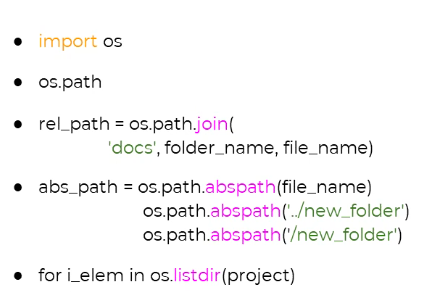 ● import os
● os.path
● rel_path = os.path.join(
'docs', folder_name, file_name)
● abs_path = os.path.abspath(file_name)
os.path.abspath('../new_folder')
os.path.abspath('/new_folder')
● for i_elem in os.listdir(project)